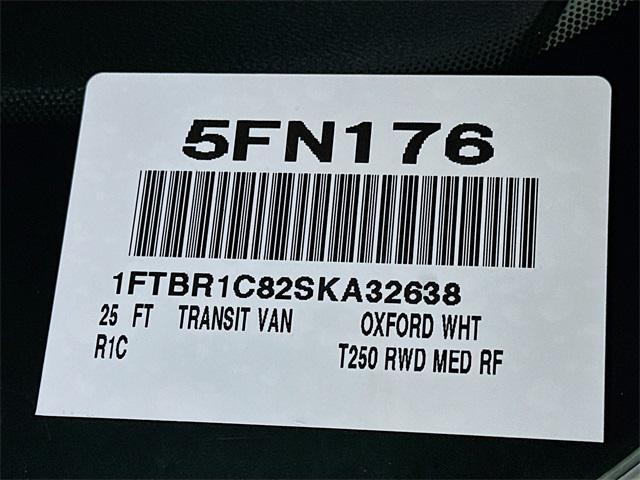 5FN176
1FTBR1C82SKA32638
25 FT TRANSIT VAN OXFORD WHT
R1C T250 RWD MED RF